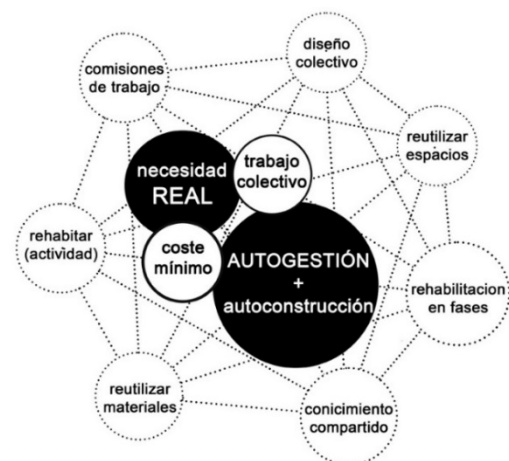 diseño
colectivo
comisiones
de trabajo
reutilizar
espacios
necesidad
REAL
trabajo
colectivo
rehabitar
(actividad)
coste
mínimo
AUTOGESTIÓN
+
autoconstrucción
rehabilitacion
en fases
reutilizar
materiales
conicimiento
compartido